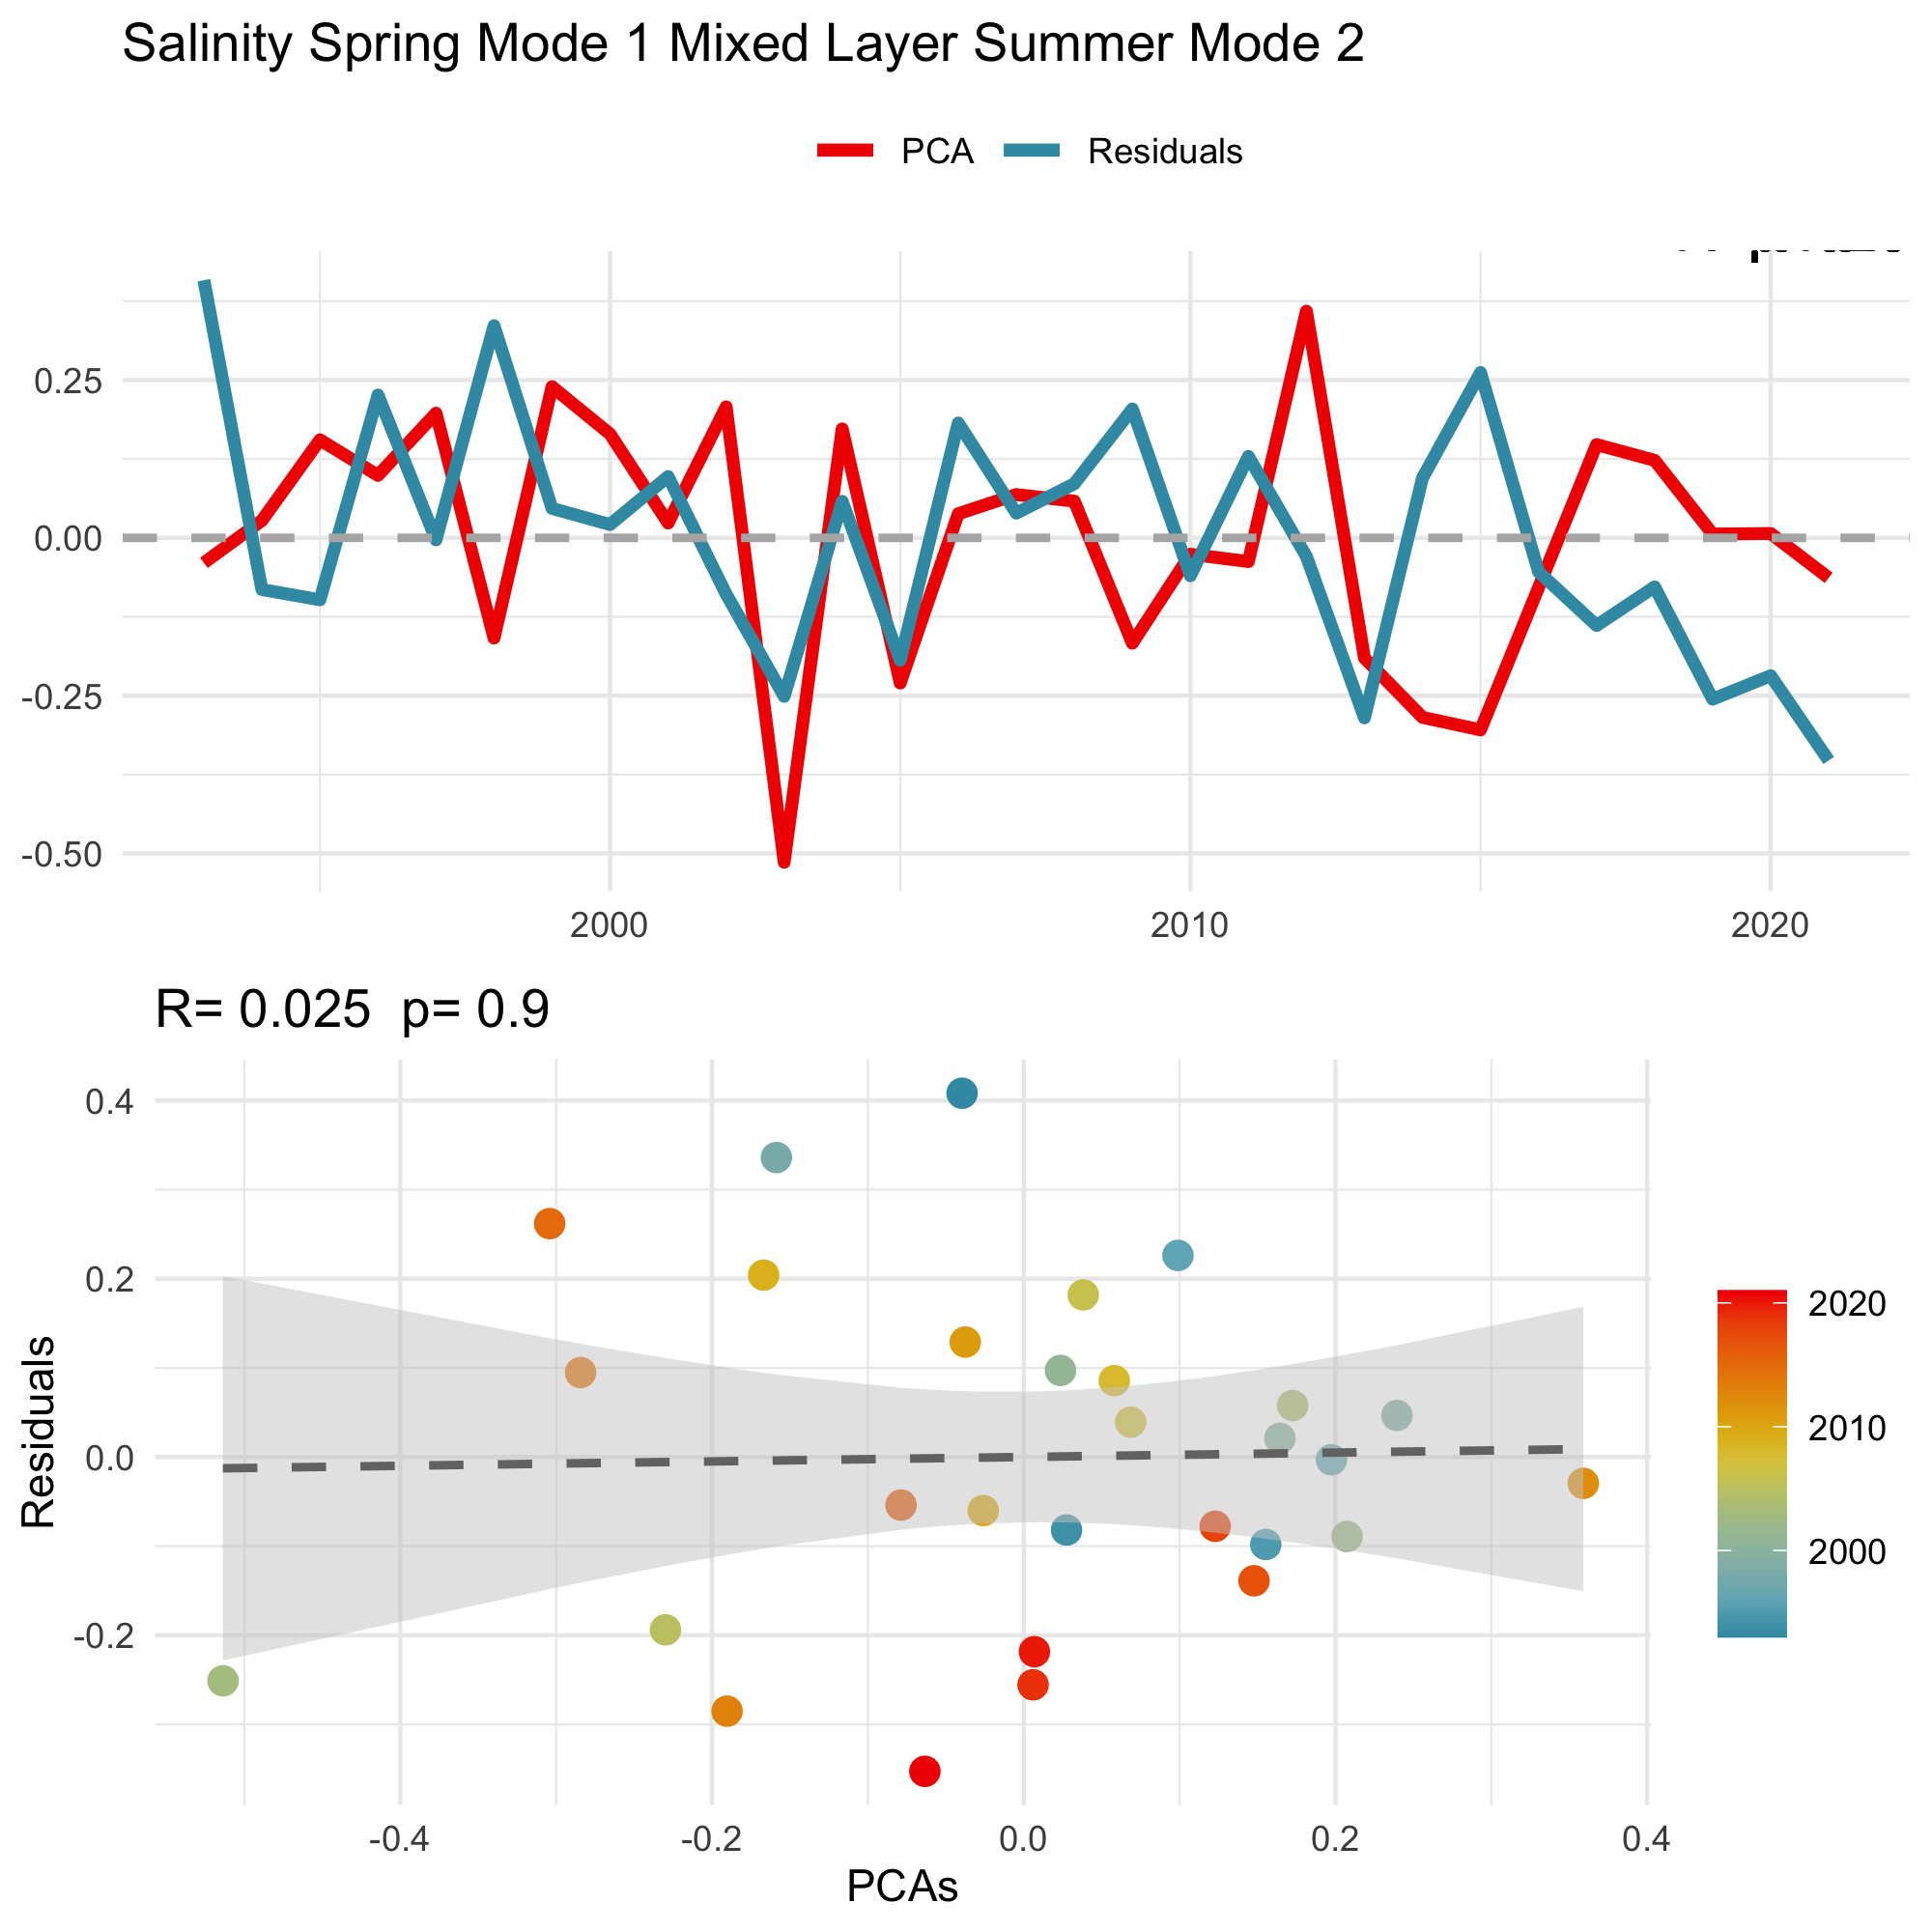 Salinity Spring Mode 1 Mixed Layer Summer Mode 2
PCA Residuals
0.25
0.00
-0.25
-0.50
2000 2010 2020
R= 0.025 p= 0.9
0.4
0.2
0.0
-0.2
Residuals
-0.4 -0.2 0.0 0.2 0.4
PCAs
2020
2010
2000